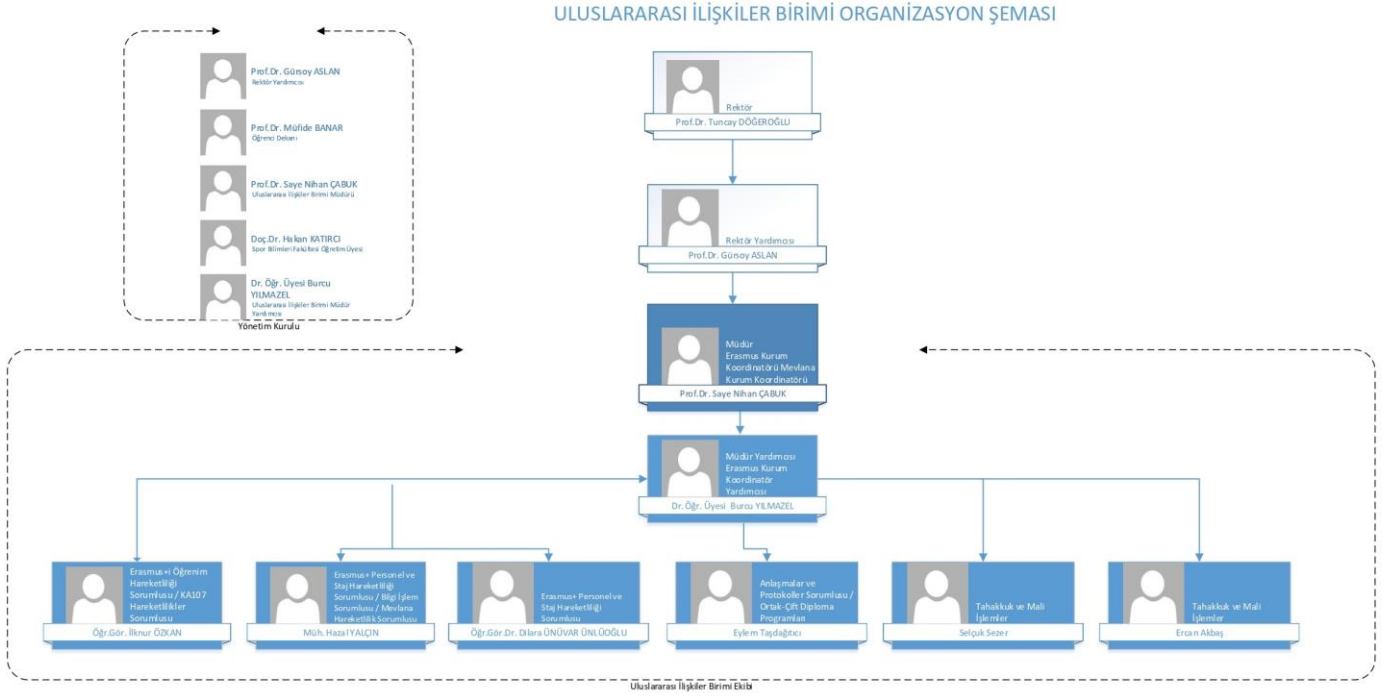 ULUSLARARASI İLİŞKİLER BİRİMİ ORGANİZASYON ŞEMASI
Prof.Dr. Gürsoy ASLAN
Rektör Yardımcısı
Prof.Dr. Müfide BANAR
Öğrenci Dekanı
Prof.Dr. Saye Nihan ÇABUK
Uluslararası İlişkiler Birimi Müdürü
Doç.Dr. Hakan KATIRCI
Spor Bilimleri Fakültesi Öğretim Üyesi
Dr. Öğr. Üyesi Burcu
YILMAZEL
Uluslararası İlişkiler Birimi Müdür
Yardımcısı
Yönetim Kurulu
Rektör
Prof.Dr. Tuncay DÖĞEROĞLU
Rektör Yardımcısı
Prof.Dr. Gürsoy ASLAN
Müdür
Erasmus Kurum
Koordinatörü Mevlana
Kurum Koordinatörü
Prof.Dr. Saye Nihan ÇABUK
Müdür Yardımcısı
Erasmus Kurum
Koordinatör
Yardımcısı
Dr. Öğr. Üyesi Burcu YILMAZEL
Erasmus+i Öğrenim
Hareketliliği
Sorumlusu / KA107
Hareketlilikler
Sorumlusu
Öğr.Gör. İlknur ÖZKAN
Erasmus+ Personel ve
Staj Hareketliliği
Sorumlusu / Bilgi İşlem
Sorumlusu / Mevlana
Hareketlilik Sorumlusu
Müh. Hazal YALÇIN
Erasmus+ Personel ve
Staj Hareketliliği
Sorumlusu
Öğr.Gör.Dr. Dilara ÜNÜVAR ÜNLÜOĞLU
Anlaşmalar ve
Protokoller Sorumlusu /
Ortak-Çift Diploma
Programları
Eylem Taşdağıtıcı
Tahakkuk ve Mali
İşlemler
Selçuk Sezer
Tahakkuk ve Mali
İşlemler
Ercan Akbaş
Uluslararası İlişkiler Birimi Ekibi